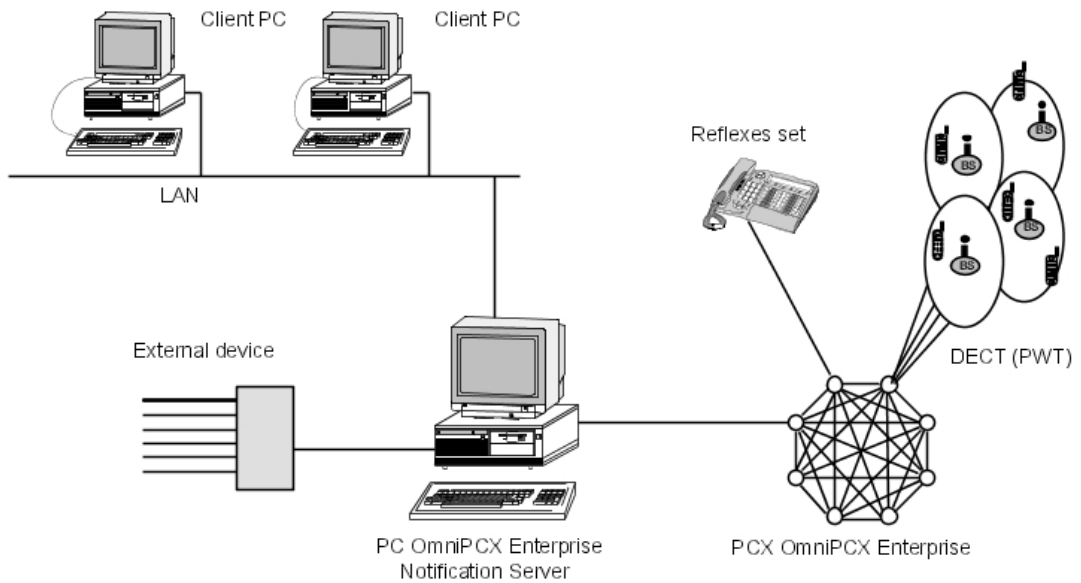 Client PC
Client PC
Reflexes set
BS
BS
LAN
BS
BS
External device
DECT (PWT)
PC OmniPCX Enterprise
Notification Server
PCX OmniPCX Enterprise